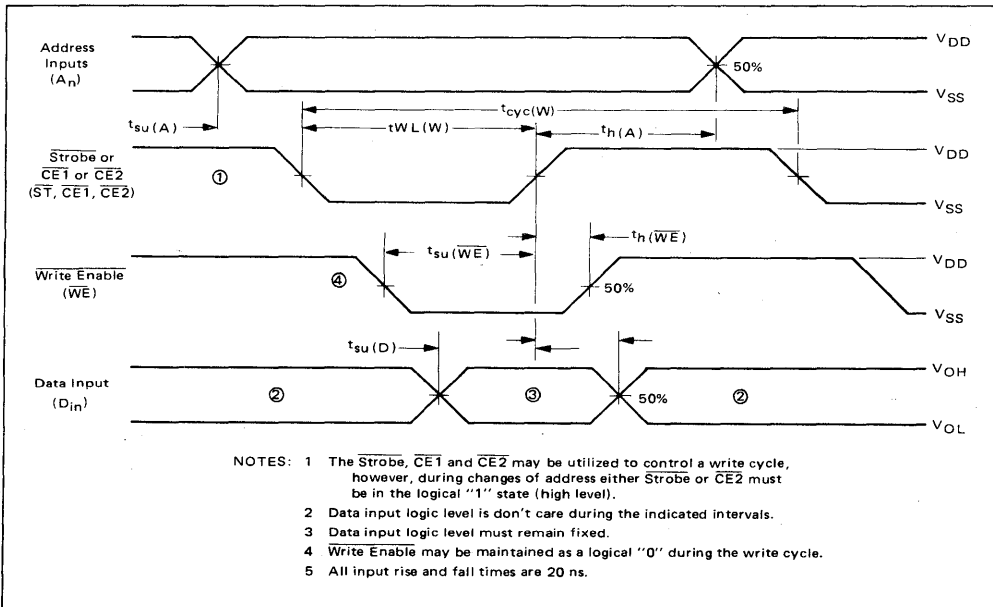 Address
Inputs
(An)
VDD
50%
VSS
tcyc(W)
tsu(A)
tWL(W)
th(A)
Strobe or
CE1 or CE2
(ST, CE1, CE2)
①
VDD
VSS
tsu(WE)
th(WE)
Write Enable
(WE)
④
VDD
50%
VSS
tsu(D)
Data Input
(Din)
②
③
50%
②
VOH
VOL
NOTES: 1 The Strobe, CE1 and CE2 may be utilized to control a write cycle,
however, during changes of address either Strobe or CE2 must
be in the logical "1" state (high level).
2 Data input logic level is don't care during the indicated intervals.
3 Data input logic level must remain fixed.
4 Write Enable may be maintained as a logical "0" during the write cycle.
5 All input rise and fall times are 20 ns.